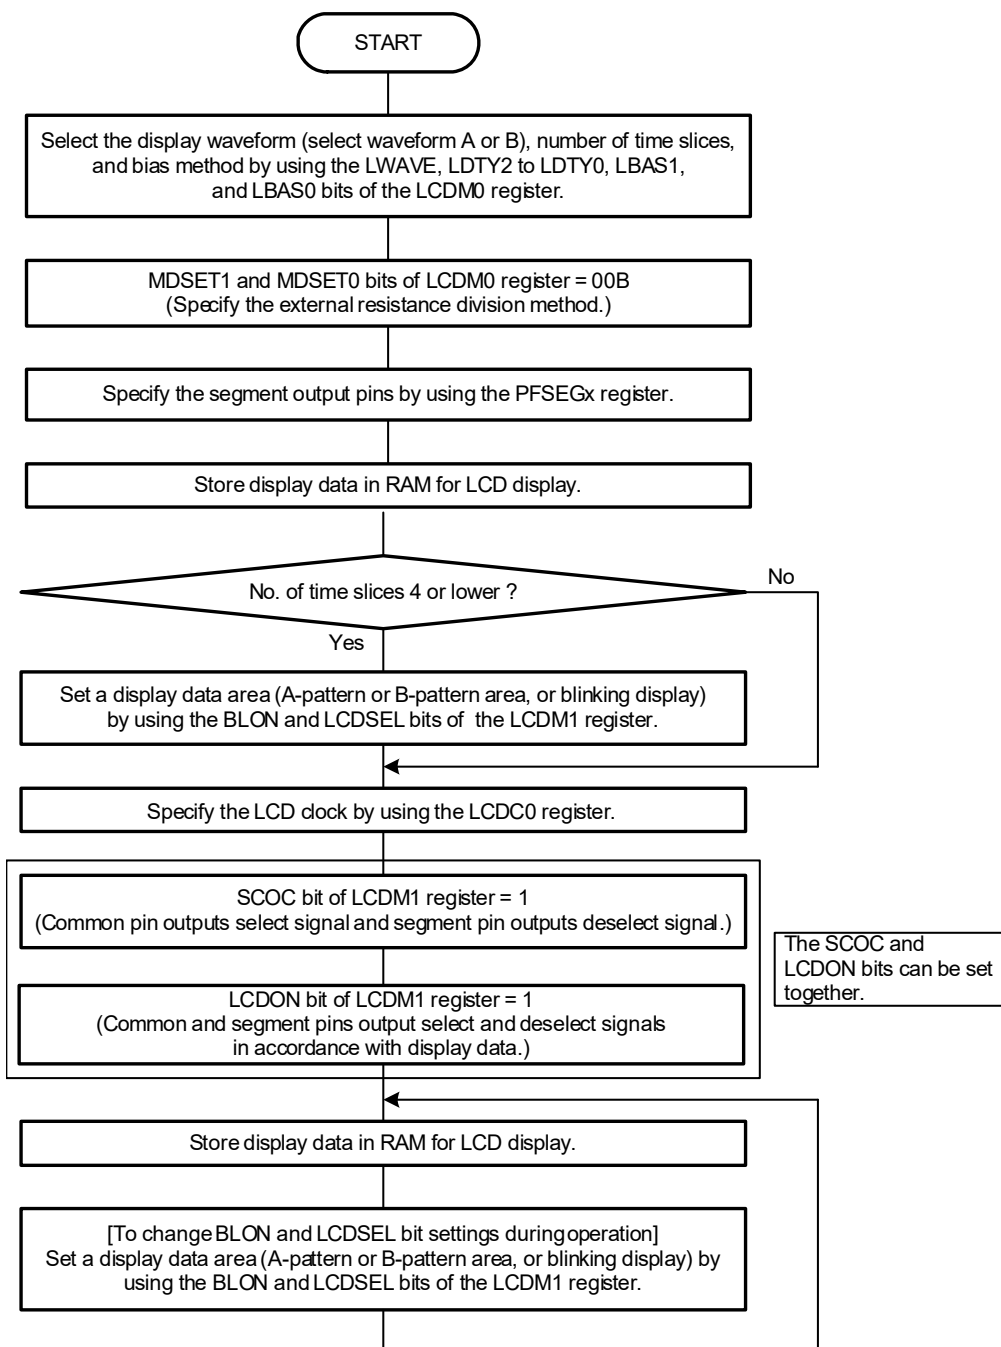 START
Select the display waveform (select waveform A or B), number of time slices,
and bias method by using the LWAVE, LDTY2 to LDTY0, LBAS1,
and LBAS0 bits of the LCDM0 register.
MDSET1 and MDSET0 bits of LCDM0 register = 00B
(Specify the external resistance division method.)
Specify the segment output pins by using the PFSEGx register.
Store display data in RAM for LCD display.
No. of time slices 4 or lower ?
No
Yes
Set a display data area (A-pattern or B-pattern area, or blinking display)
by using the BLON and LCDSEL bits of the LCDM1 register.
Specify the LCD clock by using the LCDC0 register.
SCOC bit of LCDM1 register = 1
(Common pin outputs select signal and segment pin outputs deselect signal.)
The SCOC and
LCDON bits can be set
together.
LCDON bit of LCDM1 register = 1
(Common and segment pins output select and deselect signals
in accordance with display data.)
Store display data in RAM for LCD display.
[To change BLON and LCDSEL bit settings during operation]
Set a display data area (A-pattern or B-pattern area, or blinking display) by
using the BLON and LCDSEL bits of the LCDM1 register.